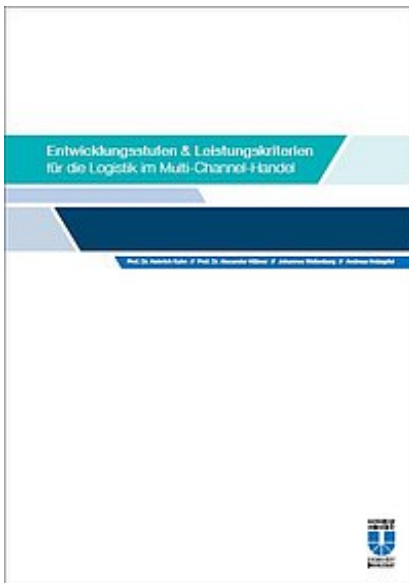 Entwicklungsstufen & Leistungskriterien
für die Logistik im Multi-Channel-Handel
Prof. Dr. Heinrich Kuhn // Prof. Dr. Alexander Hübner // Johannes Wollenburg // Andreas Holzapfel